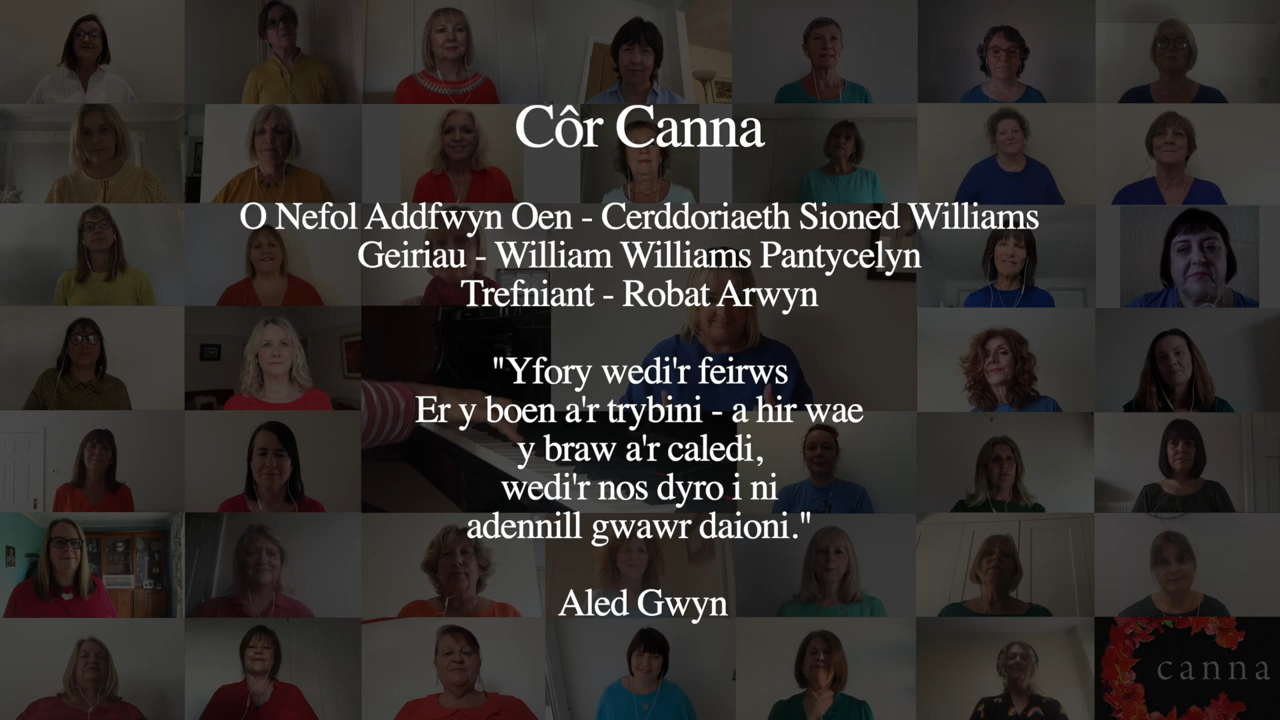 Côr Canna
O Nefol Addfwyn Oen - Cerddoriaeth Sioned Williams
Geiriau - William Williams Pantycelyn
Trefniant - Robat Arwyn
"Yfory wedi'r feirws
Er y boen a'r trybini - a hir wae
y braw a'r caledi,
wedi'r nos dyro i ni
adennill gwawr daioni."
Aled Gwyn
canna